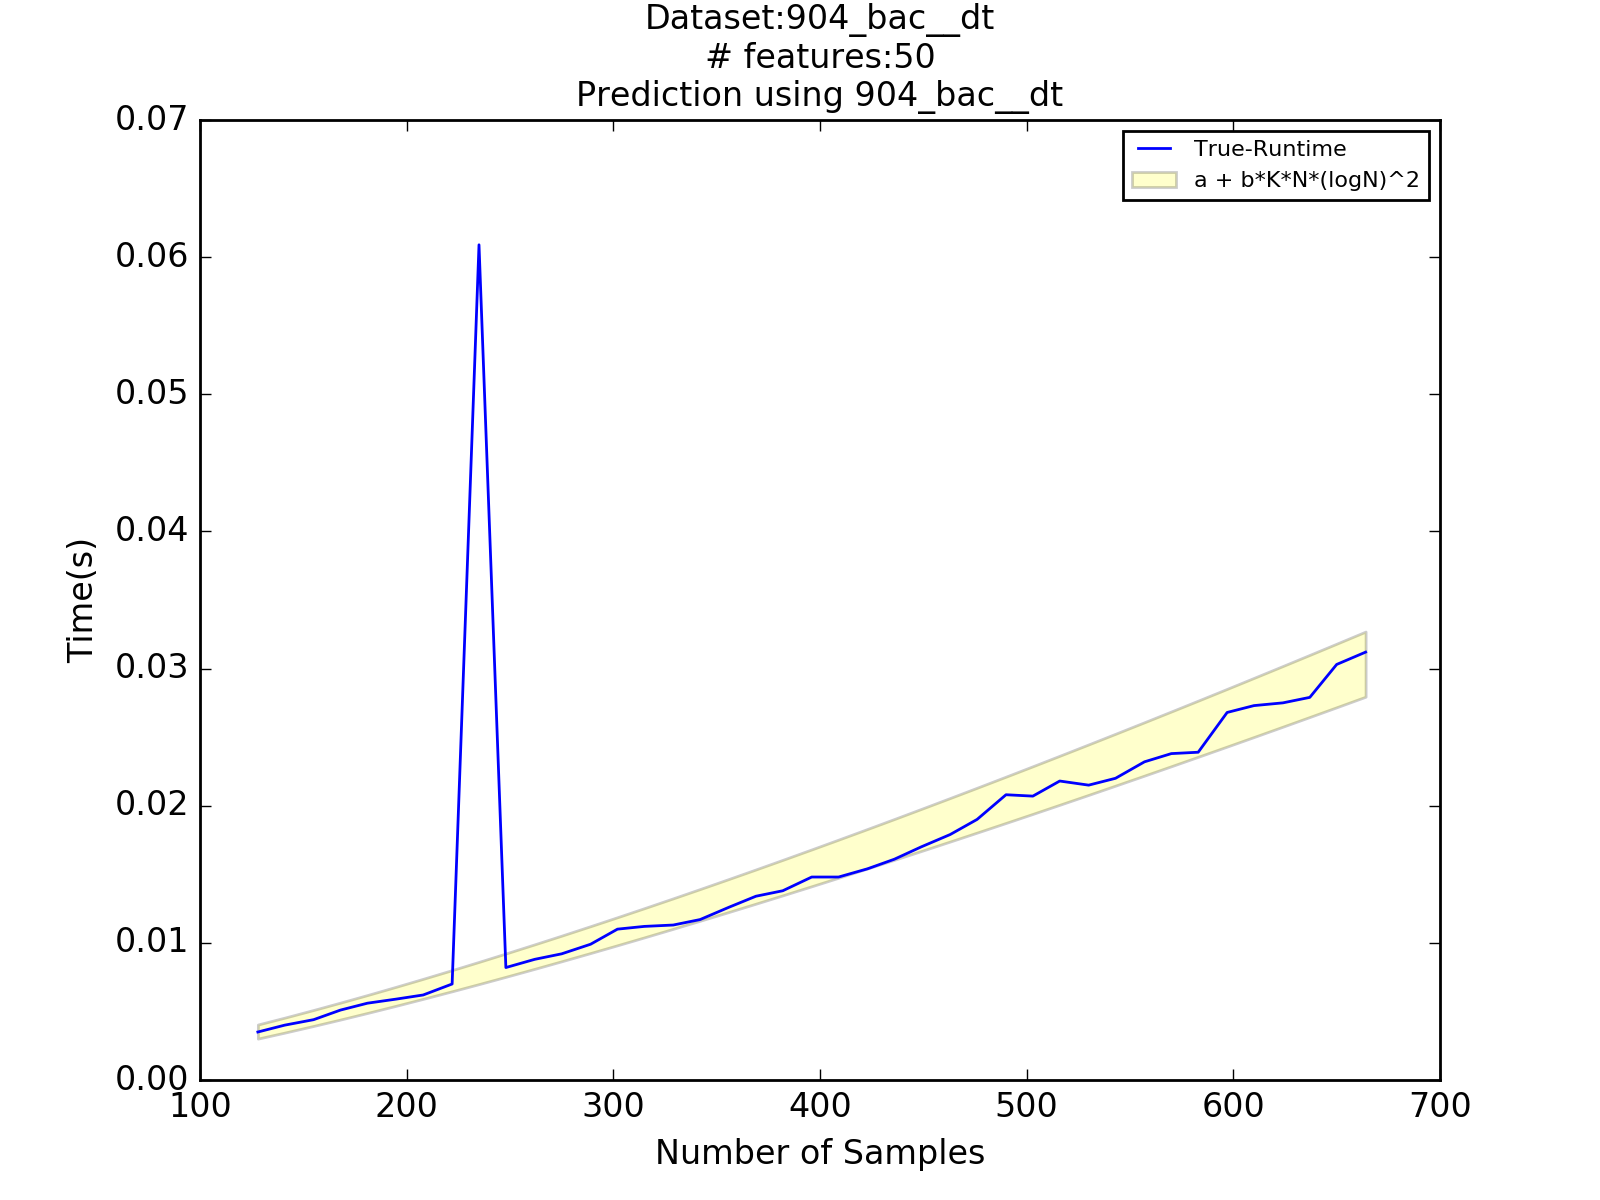 Dataset:904_bac__dt
# features:50
Prediction using 904_bac__dt
True-Runtime
a + b*K*N*(logN)^2
0.07
0.06
0.05
0.04
0.03
0.02
0.01
0.00
Time(s)
100 200 300 400 500 600 700
Number of Samples